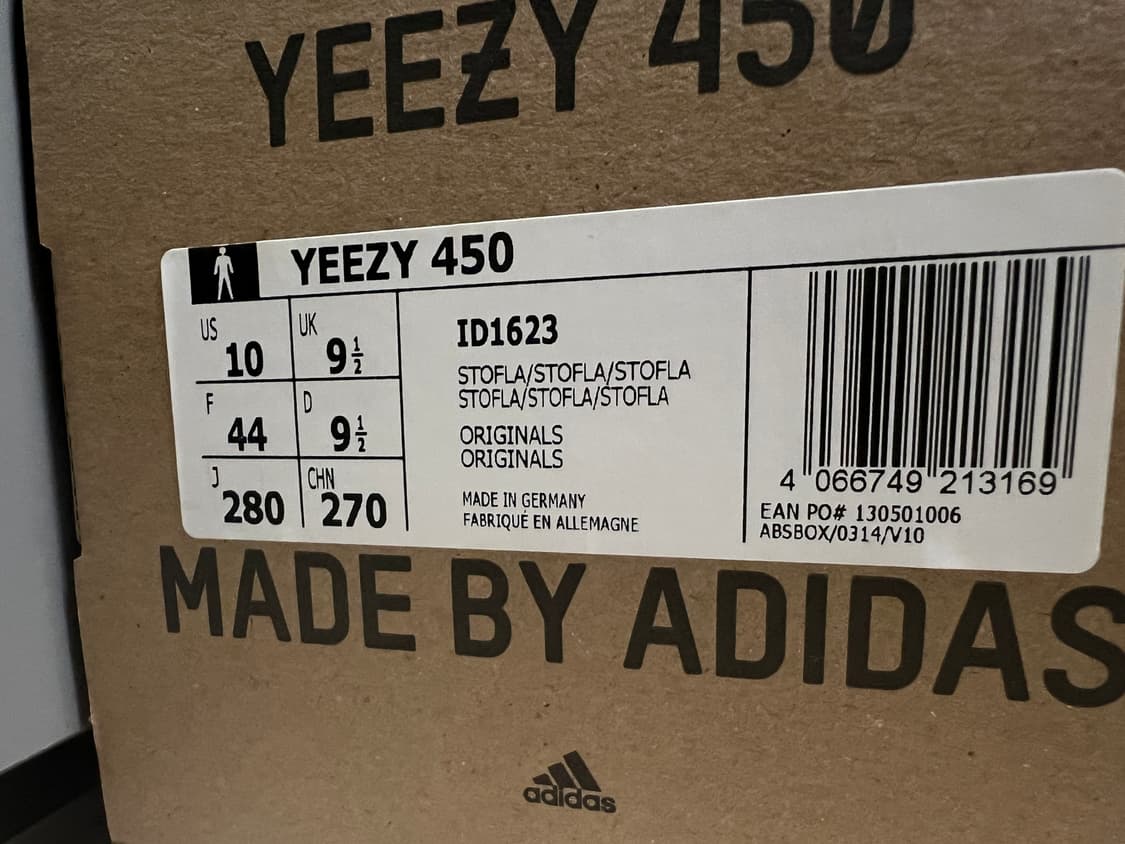 YEEZY 450
YEEZY 450
US 10 UK 9½
F 44 D 9½
J 280 CHN 270
ID1623
STOFLA/STOFLA/STOFLA
STOFLA/STOFLA/STOFLA
ORIGINALS
ORIGINALS
MADE IN GERMANY
FABRIQUÉ EN ALLEMAGNE
4 066749 213169
EAN PO# 130501006
ABSBOX/0314/V10
MADE BY ADIDAS
adidas